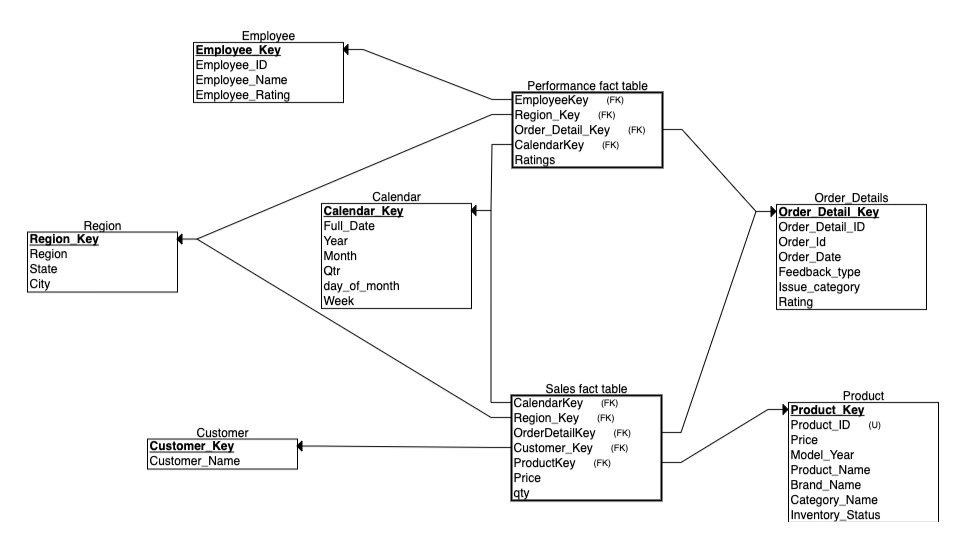 Employee
Employee_Key
Employee_ID
Employee_Name
Employee_Rating
Performance fact table
EmployeeKey (FK)
Region_Key (FK)
Order_Detail_Key (FK)
CalendarKey (FK)
Ratings
Calendar
Calendar_Key
Full_Date
Year
Month
Qtr
day_of_month
Week
Order_Details
Order_Detail_Key
Order_Detail_ID
Order_Id
Order_Date
Feedback_type
Issue_category
Rating
Region
Region_Key
Region
State
City
Sales fact table
CalendarKey (FK)
Region_Key (FK)
OrderDetailKey (FK)
Customer_Key (FK)
ProductKey (FK)
Price
qty
Product
Product_Key
Product_ID (U)
Price
Model_Year
Product_Name
Brand_Name
Category_Name
Inventory_Status
Customer
Customer_Key
Customer_Name